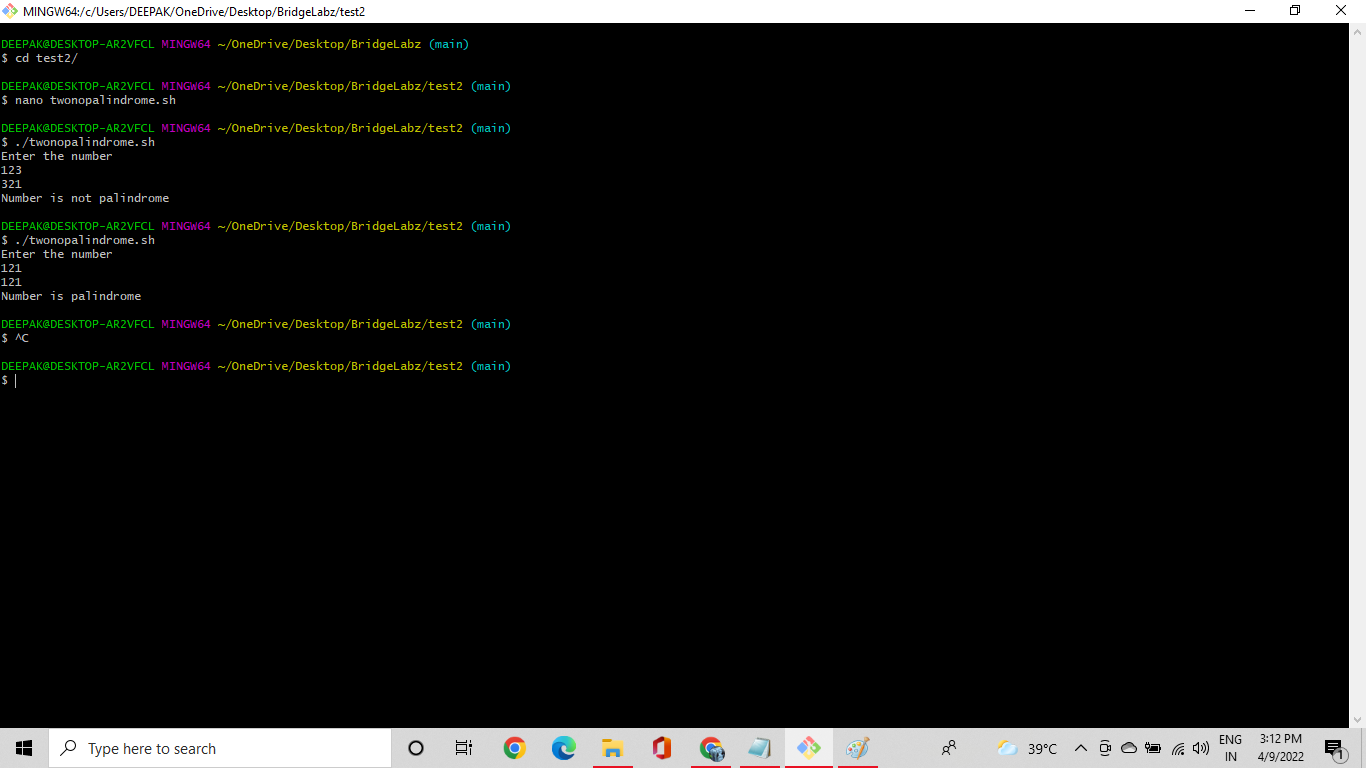 MINGW64:/c/Users/DEEPAK/OneDrive/Desktop/BridgeLabz/test2
DEEPAK@DESKTOP-AR2VFCL MINGW64 ~/OneDrive/Desktop/BridgeLabz (main)
$ cd test2/
DEEPAK@DESKTOP-AR2VFCL MINGW64 ~/OneDrive/Desktop/BridgeLabz/test2 (main)
$ nano twonopalindrome.sh
DEEPAK@DESKTOP-AR2VFCL MINGW64 ~/OneDrive/Desktop/BridgeLabz/test2 (main)
$ ./twonopalindrome.sh
Enter the number
123
321
Number is not palindrome
DEEPAK@DESKTOP-AR2VFCL MINGW64 ~/OneDrive/Desktop/BridgeLabz/test2 (main)
$ ./twonopalindrome.sh
Enter the number
121
121
Number is palindrome
DEEPAK@DESKTOP-AR2VFCL MINGW64 ~/OneDrive/Desktop/BridgeLabz/test2 (main)
$ ^C
DEEPAK@DESKTOP-AR2VFCL MINGW64 ~/OneDrive/Desktop/BridgeLabz/test2 (main)
$
Type here to search
39°C
ENG
IN
3:12 PM
4/9/2022
1